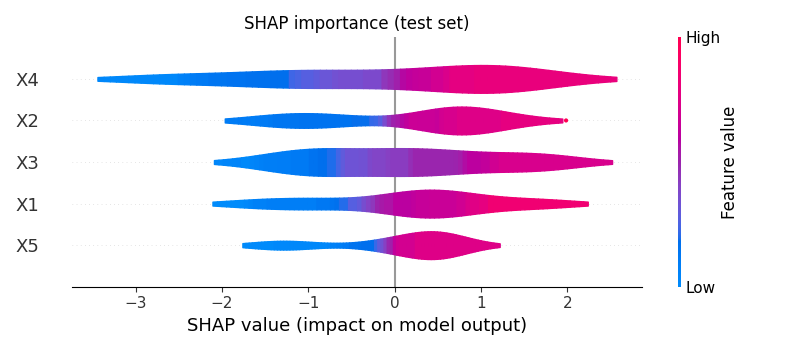 SHAP importance (test set)
High
X4
X2
X3
X1
X5
Feature value
Low
−3
−2
−1
0
1
2
SHAP value (impact on model output)